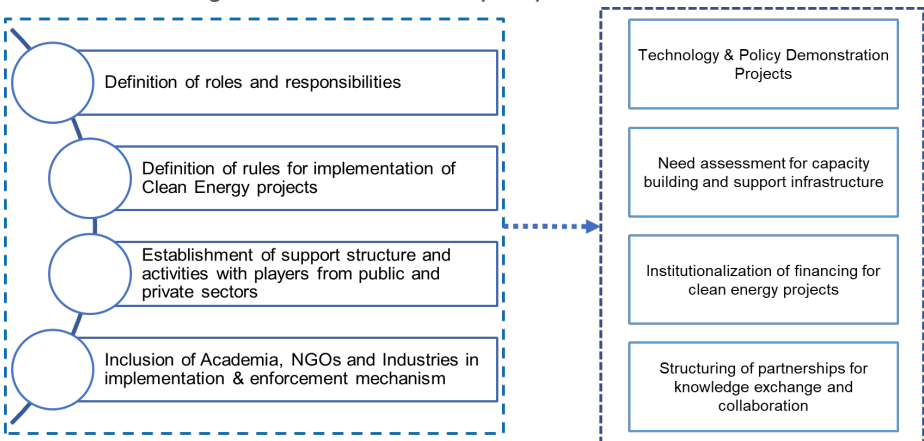 Definition of roles and responsibilities
Definition of rules for implementation of
Clean Energy projects
Establishment of support structure and
activities with players from public and
private sectors
Inclusion of Academia, NGOs and Industries in
implementation & enforcement mechanism
Technology & Policy Demonstration
Projects
Need assessment for capacity
building and support infrastructure
Institutionalization of financing for
clean energy projects
Structuring of partnerships for
knowledge exchange and
collaboration